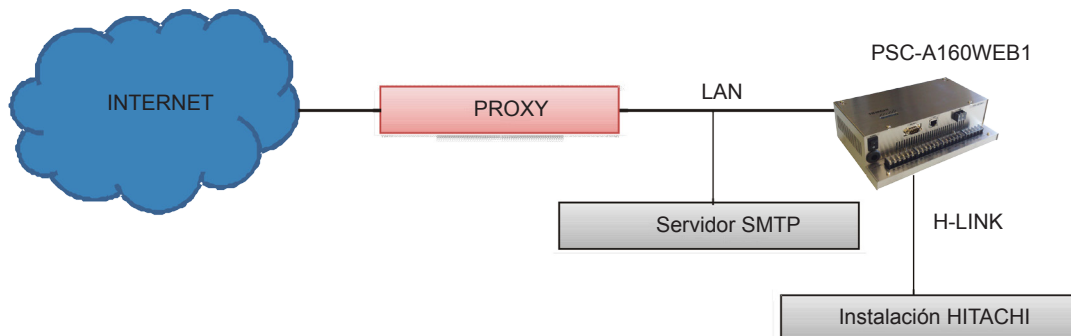 PSC-A160WEB1
INTERNET
PROXY
LAN
Servidor SMTP
H-LINK
Instalación HITACHI